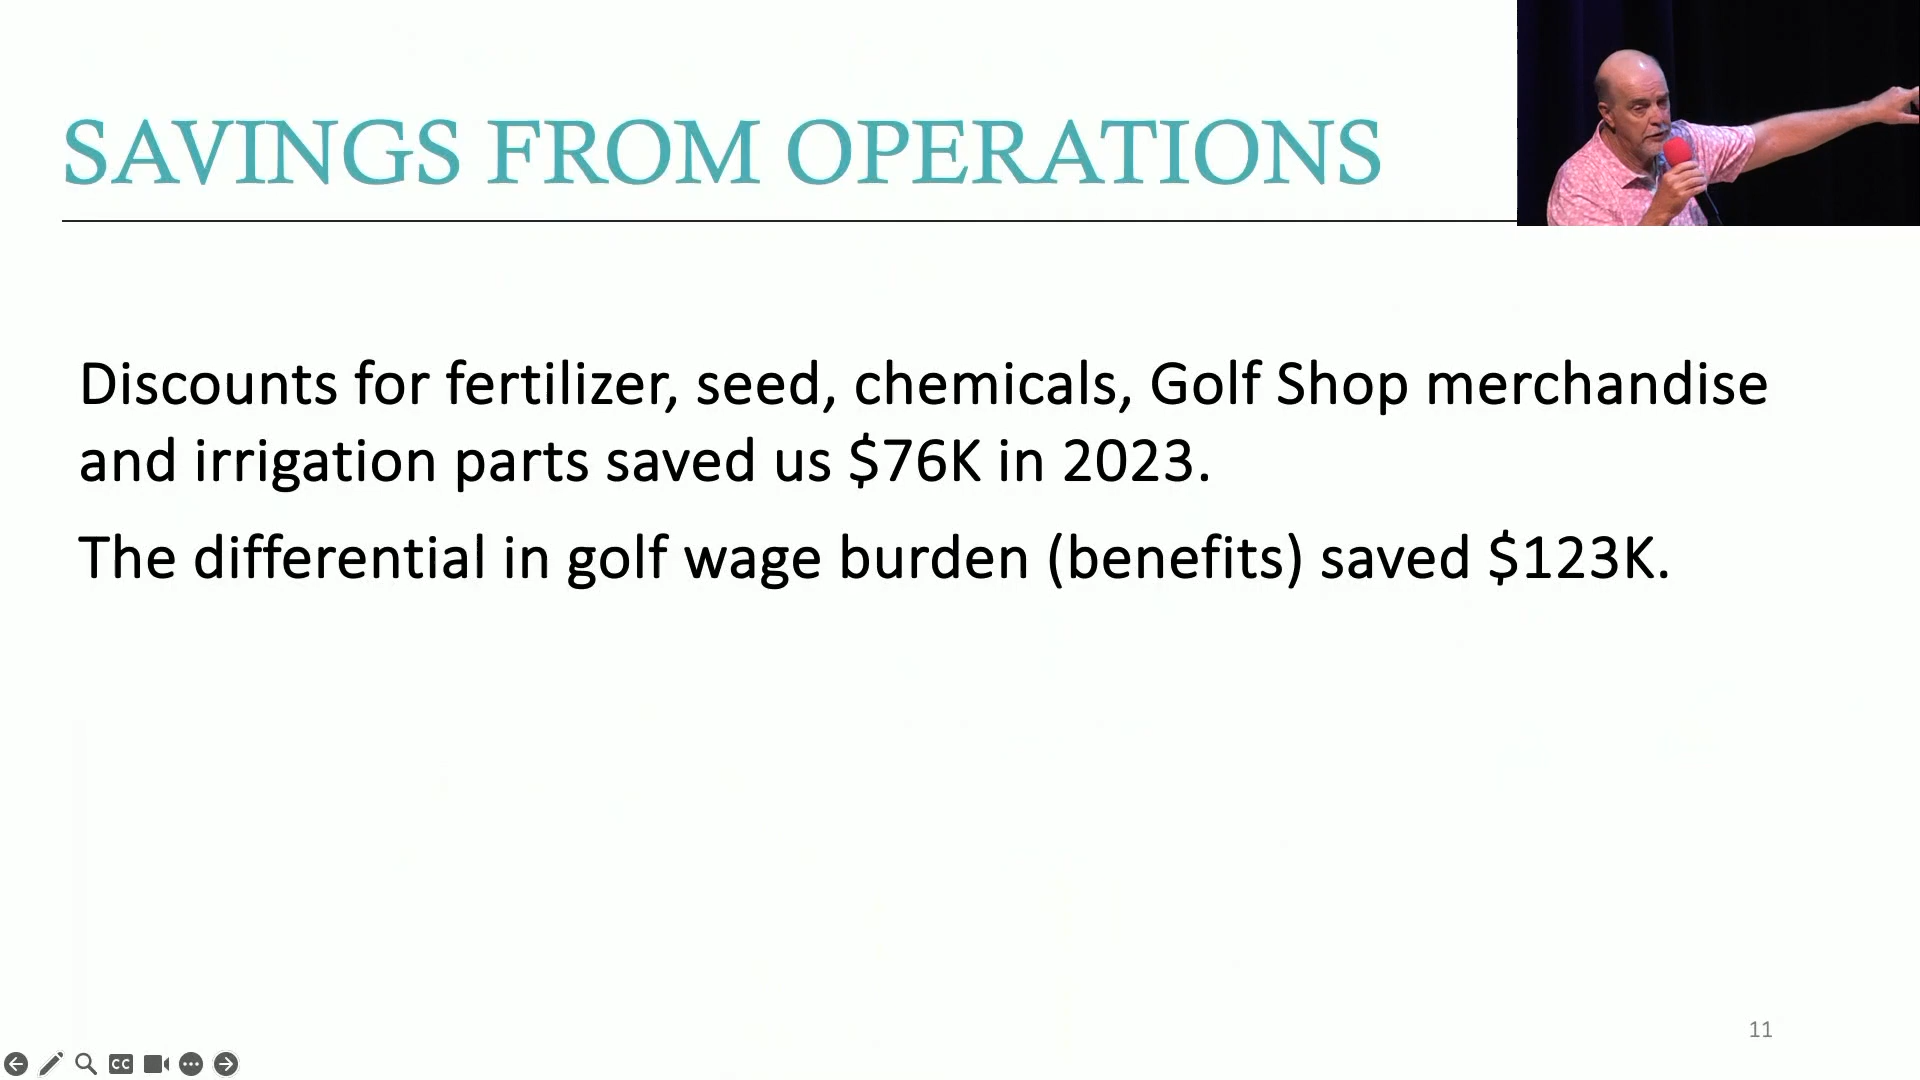 SAVINGS FROM OPERATIONS
Discounts for fertilizer, seed, chemicals, Golf Shop merchandise
and irrigation parts saved us $76K in 2023.
The differential in golf wage burden (benefits) saved $123K.
11
CC